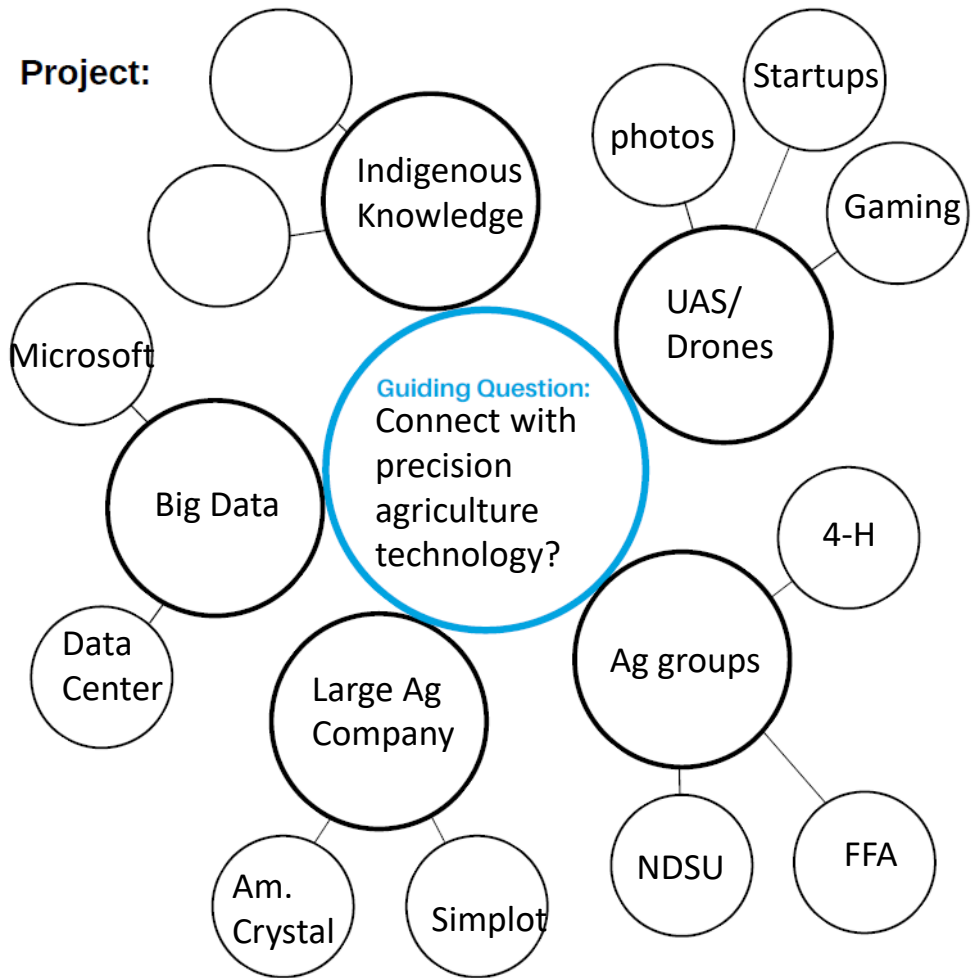 Project:
Startups
photos
Gaming
Indigenous
Knowledge
UAS/
Drones
Microsoft
Guiding Question:
Connect with
precision
agriculture
technology?
Big Data
4-H
Data
Center
Large Ag
Company
Ag groups
Am.
Crystal
Simplot
NDSU
FFA